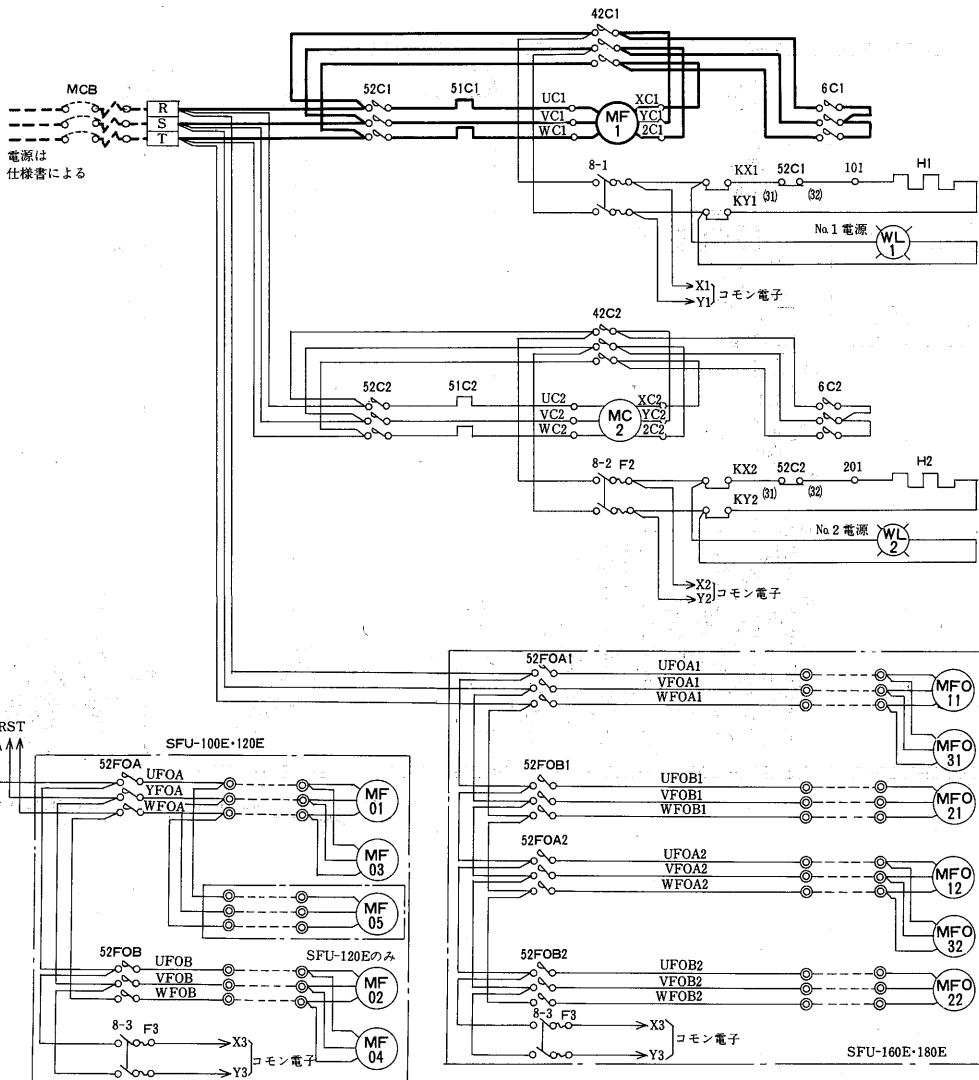 42C1
MCB
52C1
51C1
6C1
R
S
T
UC1
VC1
WC1
MF
1
XC1
YC1
2C1
電源は
仕様書による
8-1
KX1
52C1
101
H1
(31)
(32)
KY1
No.1 電源
WL
1
X1
Y1
コモン電子
42C2
52C2
51C2
6C2
UC2
VC2
WC2
MC
2
XC2
YC2
2C2
8-2 F2
KX2
52C2
201
H2
(31)
(32)
KY2
No.2 電源
WL
2
X2
Y2
コモン電子
52FOA1
UFOA1
VFOA1
WFOA1
MFO
11
MFO
31
52FOB1
UFOB1
VFOB1
WFOB1
MFO
21
52FOA2
UFOA2
VFOA2
WFOA2
MFO
12
MFO
32
52FOB2
UFOB2
VFOB2
WFOB2
MFO
22
8-3 F3
X3
Y3
コモン電子
SFU-160E・180E
RST
SFU-100E・120E
52FOA
UFOA
YFOA
WFOA
MF
01
MF
03
MF
05
SFU-120Eのみ
52FOB
UFOB
VFOB
WFOB
MF
02
MF
04
8-3 F3
X3
Y3
コモン電子